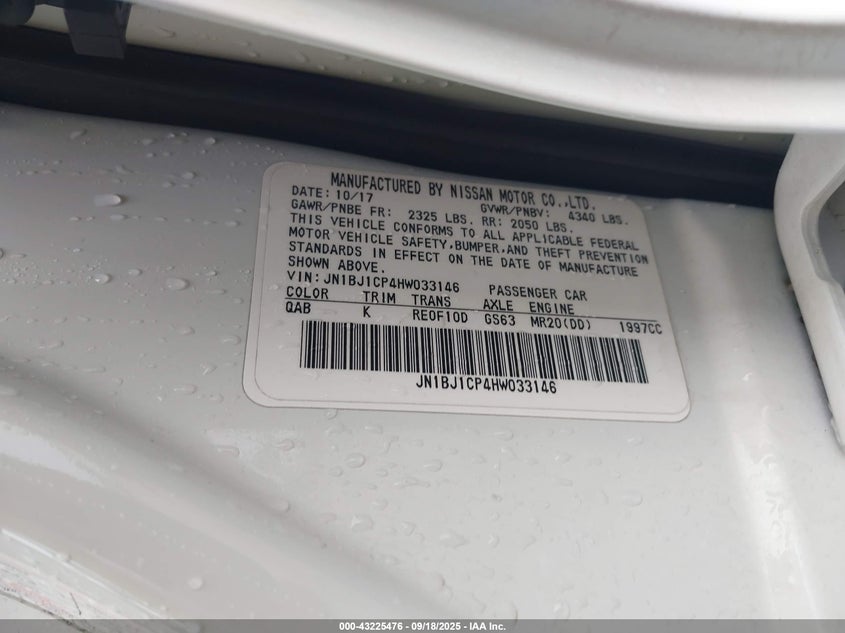 MANUFACTURED BY NISSAN MOTOR CO.,LTD.
DATE: 10/17 GVWR/PNBV: 4340 LBS.
GAWR/PNBE FR: 2325 LBS. RR: 2050 LBS.
THIS VEHICLE CONFORMS TO ALL APPLICABLE FEDERAL
MOTOR VEHICLE SAFETY,BUMPER,AND THEFT PREVENTION
STANDARDS IN EFFECT ON THE DATE OF MANUFACTURE
SHOWN ABOVE.
VIN: JN1BJ1CP4HW033146 PASSENGER CAR
COLOR TRIM TRANS AXLE ENGINE
QAB K RE0F10D GS63 MR20(DD) 1997CC
JN1BJ1CP4HW033146
000-43225476 - 09/18/2025 - IAA Inc.